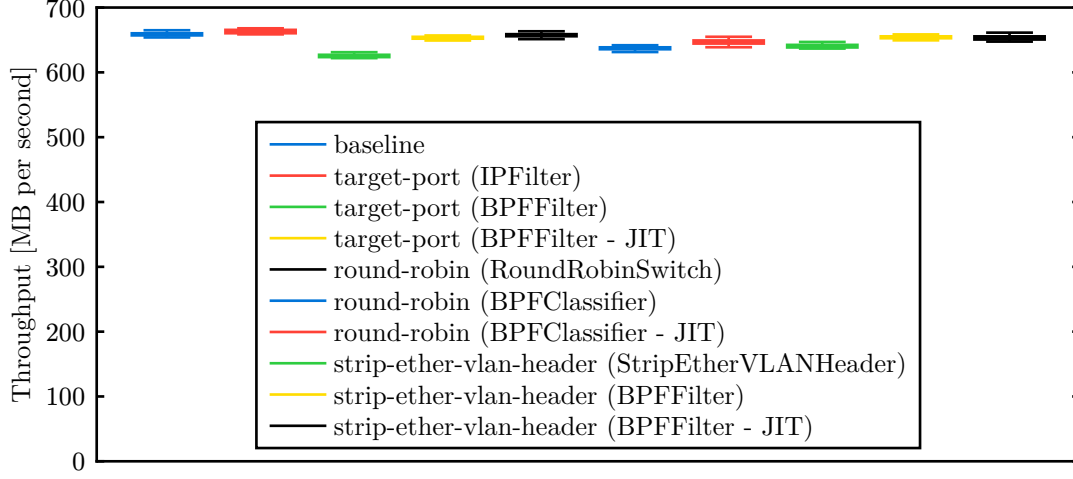 700
600
500
400
300
200
100
0
Throughput [MB per second]
baseline
target-port (IPFilter)
target-port (BPFFilter)
target-port (BPFFilter - JIT)
round-robin (RoundRobinSwitch)
round-robin (BPFClassifier)
round-robin (BPFClassifier - JIT)
strip-ether-vlan-header (StripEtherVLANHeader)
strip-ether-vlan-header (BPFFilter)
strip-ether-vlan-header (BPFFilter - JIT)